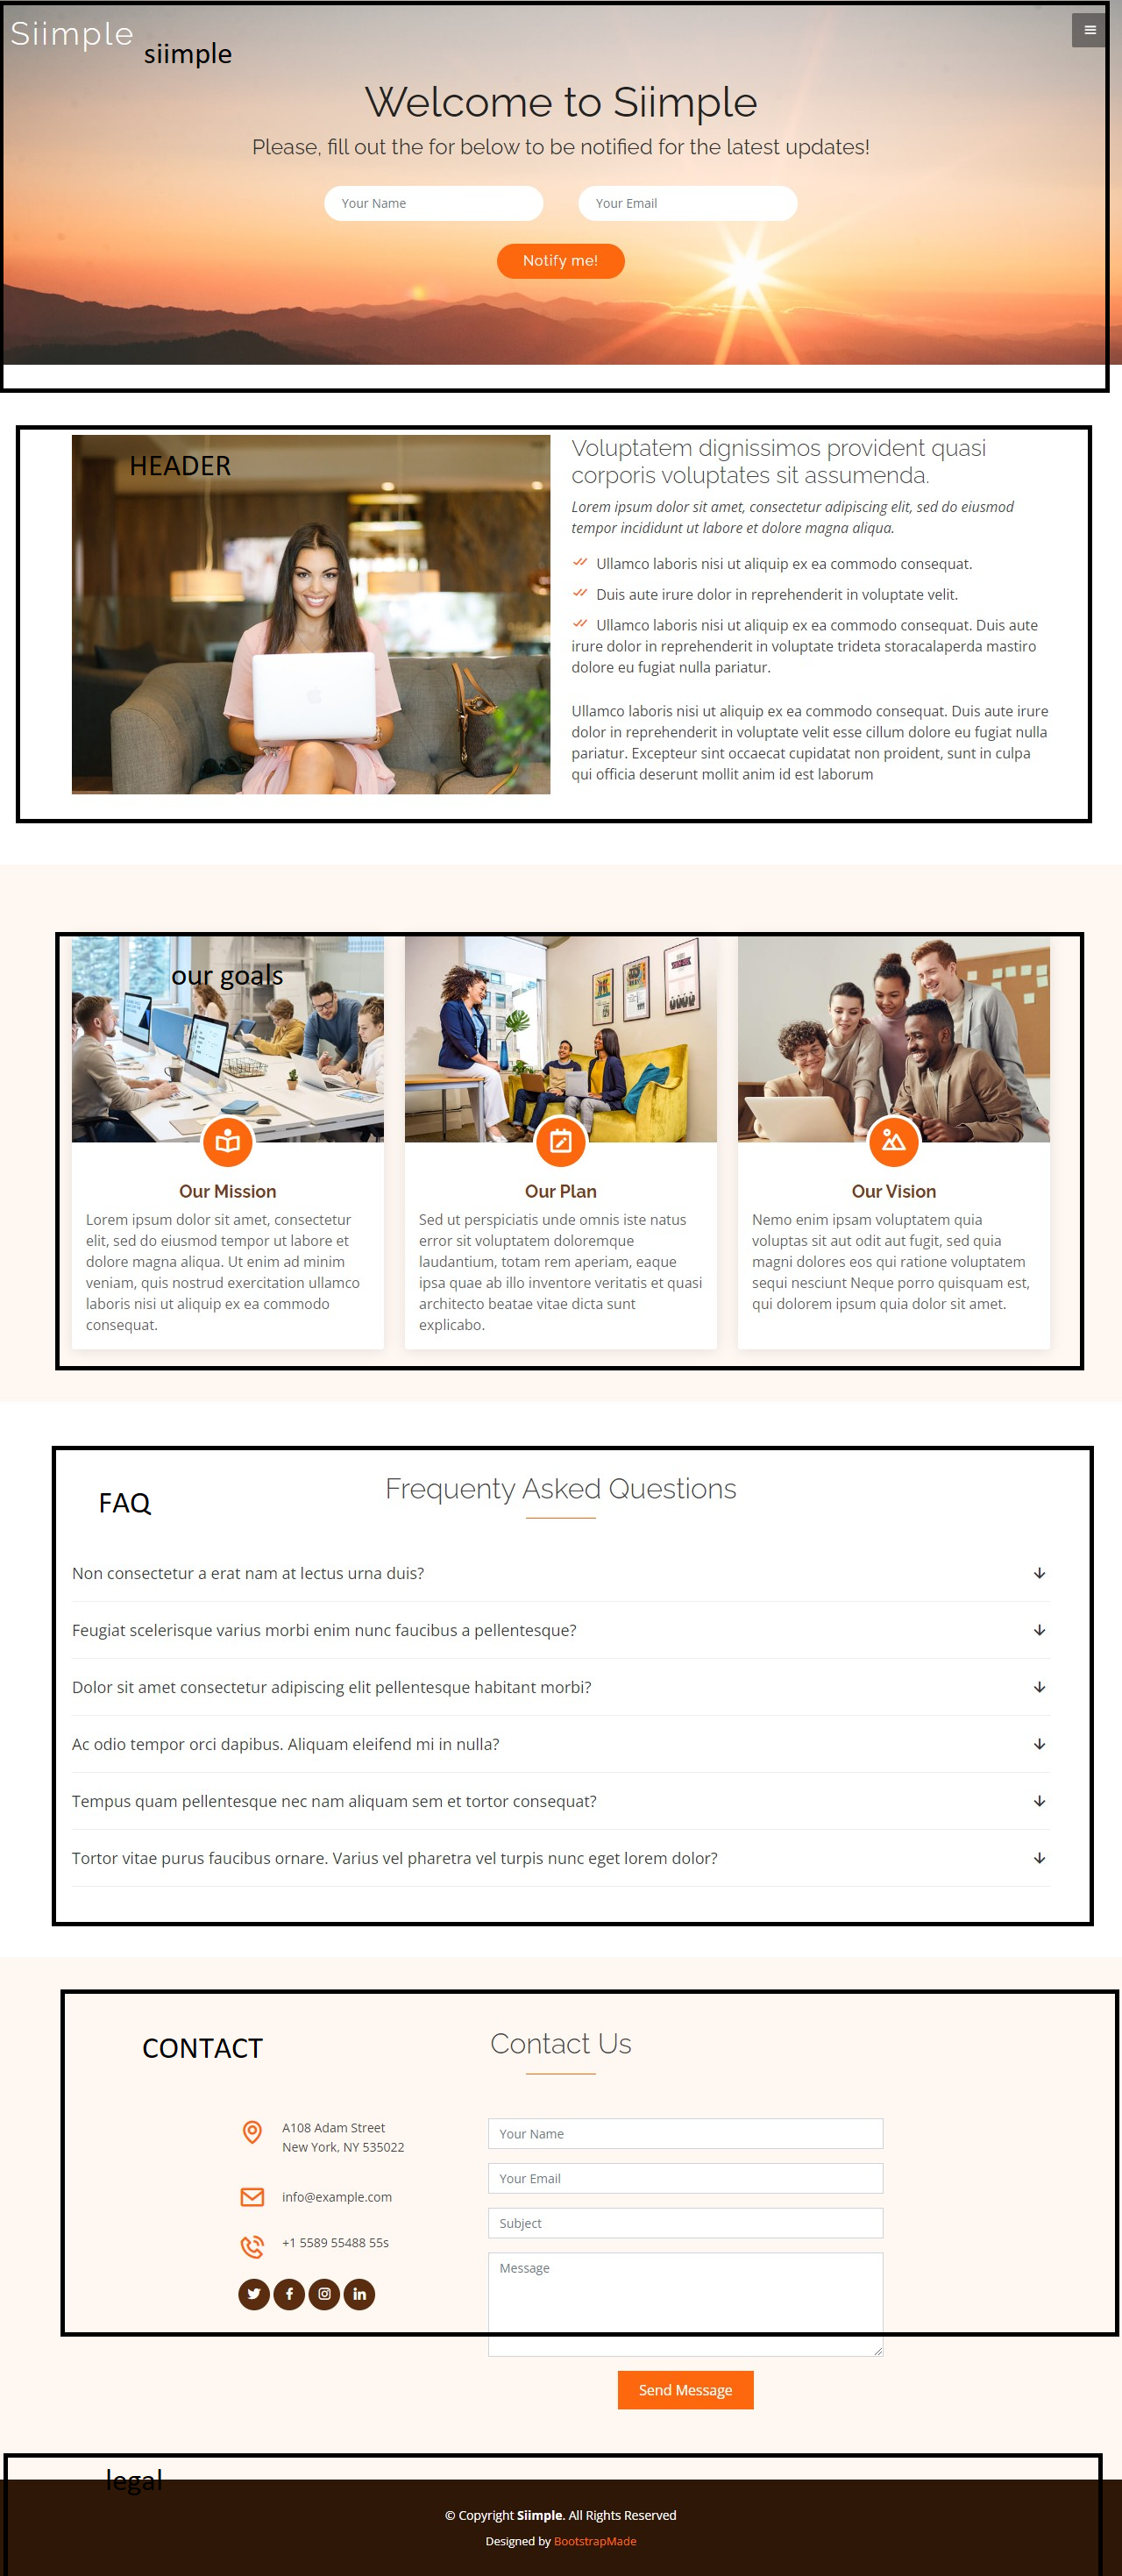 Siimple
siimple
Welcome to Siimple
Please, fill out the for below to be notified for the latest updates!
Your Name
Your Email
Notify me!
HEADER
Voluptatem dignissimos provident quasi
corporis voluptates sit assumenda.
Lorem ipsum dolor sit amet, consectetur adipiscing elit, sed do eiusmod
tempor incididunt ut labore et dolore magna aliqua.
Ullamco laboris nisi ut aliquip ex ea commodo consequat.
Duis aute irure dolor in reprehenderit in voluptate velit.
Ullamco laboris nisi ut aliquip ex ea commodo consequat. Duis aute
irure dolor in reprehenderit in voluptate trideta storacalaperda mastiro
dolore eu fugiat nulla pariatur.
Ullamco laboris nisi ut aliquip ex ea commodo consequat. Duis aute irure
dolor in reprehenderit in voluptate velit esse cillum dolore eu fugiat nulla
pariatur. Excepteur sint occaecat cupidatat non proident, sunt in culpa
qui officia deserunt mollit anim id est laborum
our goals
Our Mission
Lorem ipsum dolor sit amet, consectetur
elit, sed do eiusmod tempor ut labore et
dolore magna aliqua. Ut enim ad minim
veniam, quis nostrud exercitation ullamco
laboris nisi ut aliquip ex ea commodo
consequat.
Our Plan
Sed ut perspiciatis unde omnis iste natus
error sit voluptatem doloremque
laudantium, totam rem aperiam, eaque
ipsa quae ab illo inventore veritatis et quasi
architecto beatae vitae dicta sunt
explicabo.
Our Vision
Nemo enim ipsam voluptatem quia
voluptas sit aut odit aut fugit, sed quia
magni dolores eos qui ratione voluptatem
sequi nesciunt Neque porro quisquam est,
qui dolorem ipsum quia dolor sit amet.
FAQ
Frequenty Asked Questions
Non consectetur a erat nam at lectus urna duis?
Feugiat scelerisque varius morbi enim nunc faucibus a pellentesque?
Dolor sit amet consectetur adipiscing elit pellentesque habitant morbi?
Ac odio tempor orci dapibus. Aliquam eleifend mi in nulla?
Tempus quam pellentesque nec nam aliquam sem et tortor consequat?
Tortor vitae purus faucibus ornare. Varius vel pharetra vel turpis nunc eget lorem dolor?
CONTACT
Contact Us
A108 Adam Street
New York, NY 535022
info@example.com
+1 5589 55488 55s
Your Name
Your Email
Subject
Message
Send Message
legal
© Copyright Siimple. All Rights Reserved
Designed by BootstrapMade